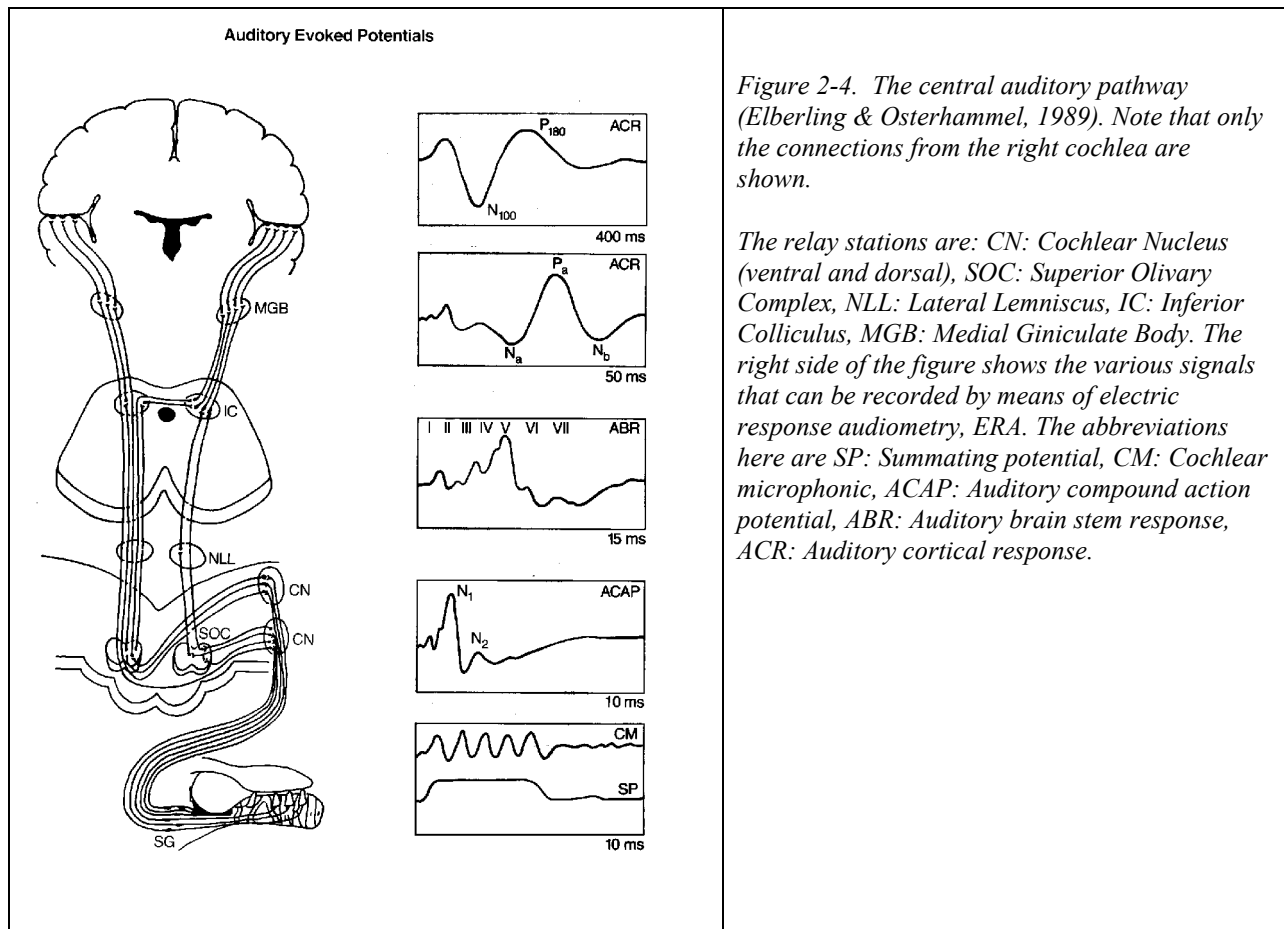 Auditory Evoked Potentials
MGB
IC
NLL
CN
SOC
CN
SG
ACR
P180
N100
400 ms
ACR
Pa
Na
Nb
50 ms
I II III IV V VI VII ABR
15 ms
ACAP
N1
N2
10 ms
CM
SP
10 ms
Figure 2-4. The central auditory pathway
(Elberling & Osterhammel, 1989). Note that only
the connections from the right cochlea are
shown.
The relay stations are: CN: Cochlear Nucleus
(ventral and dorsal), SOC: Superior Olivary
Complex, NLL: Lateral Lemniscus, IC: Inferior
Colliculus, MGB: Medial Giniculate Body. The
right side of the figure shows the various signals
that can be recorded by means of electric
response audiometry, ERA. The abbreviations
here are SP: Summating potential, CM: Cochlear
microphonic, ACAP: Auditory compound action
potential, ABR: Auditory brain stem response,
ACR: Auditory cortical response.